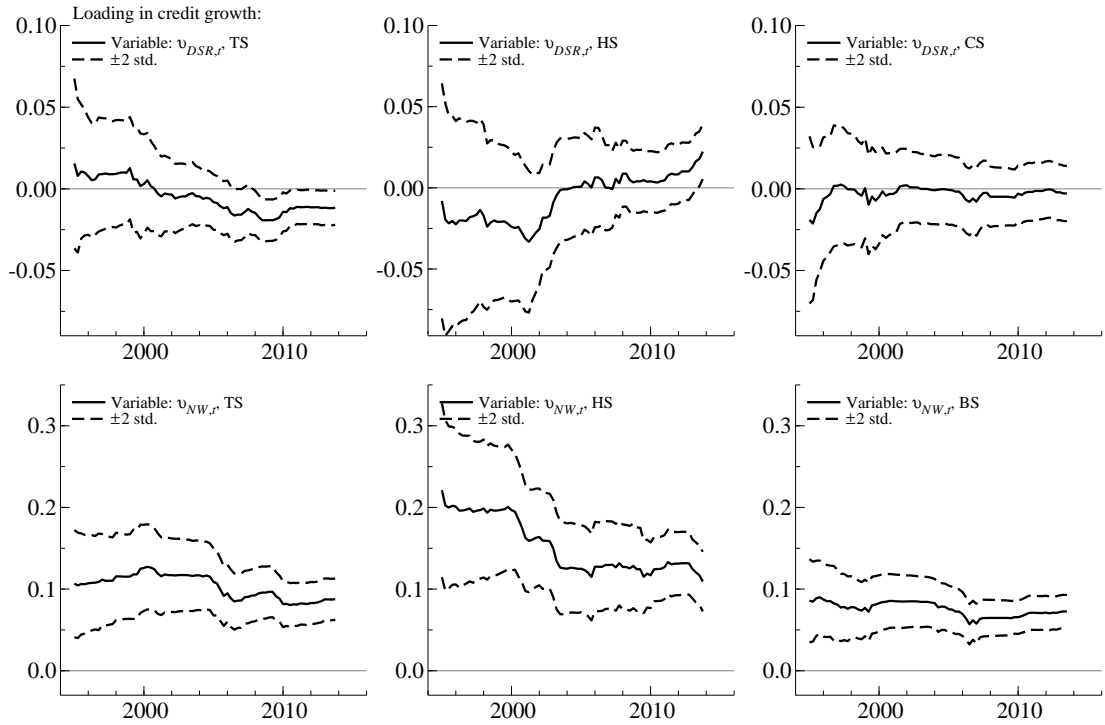 Loading in credit growth:
0.10
Variable: υDSR,t, TS
±2 std.
0.05
0.00
-0.05
2000 2010
0.10
Variable: υDSR,t, HS
±2 std.
0.05
0.00
-0.05
2000 2010
0.10
Variable: υDSR,t, CS
±2 std.
0.05
0.00
-0.05
2000 2010
Variable: υNW,t, TS
±2 std.
0.3
0.2
0.1
0.0
2000 2010
Variable: υNW,t, HS
±2 std.
0.3
0.2
0.1
0.0
2000 2010
Variable: υNW,t, BS
±2 std.
0.3
0.2
0.1
0.0
2000 2010